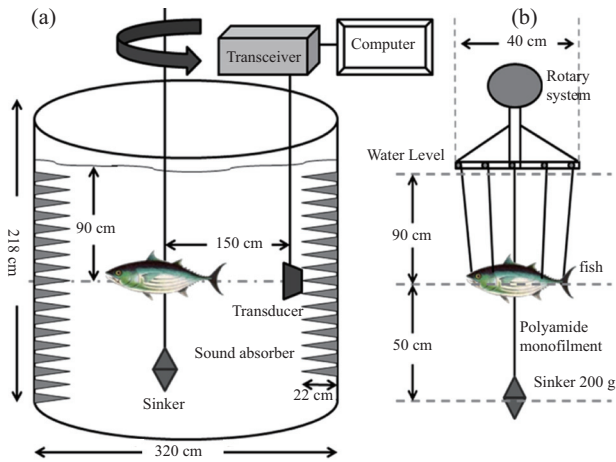 (a)
Transceiver
Computer
218 cm
90 cm
150 cm
Transducer
Sound absorber
Sinker
22 cm
320 cm
(b)
40 cm
Rotary
system
Water Level
90 cm
fish
50 cm
Polyamide
monofilment
Sinker 200 g